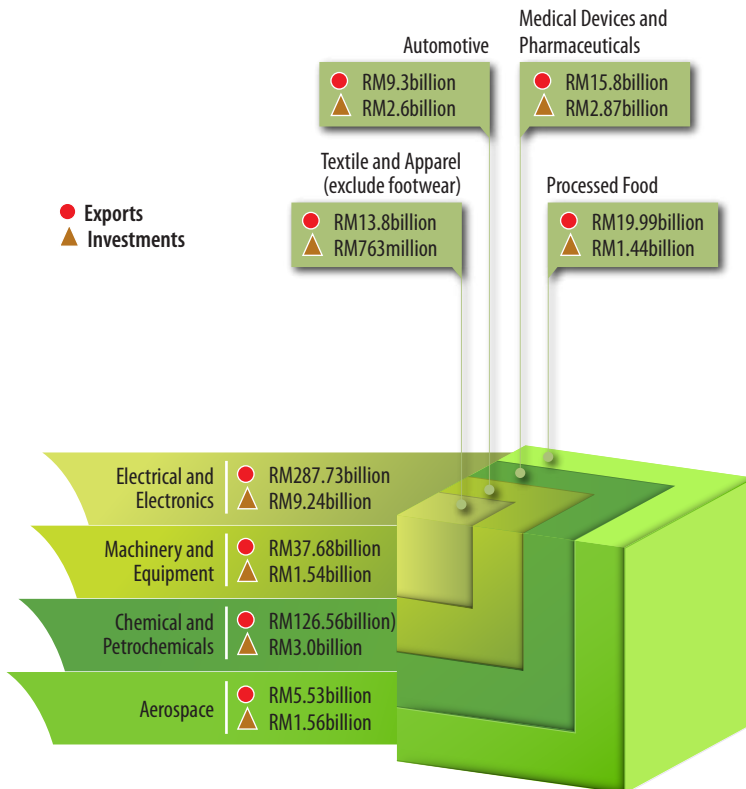 Automotive
RM9.3billion
RM2.6billion
Medical Devices and
Pharmaceuticals
RM15.8billion
RM2.87billion
Textile and Apparel
(exclude footwear)
RM13.8billion
RM763million
Processed Food
RM19.99billion
RM1.44billion
Exports
Investments
Electrical and
Electronics
RM287.73billion
RM9.24billion
Machinery and
Equipment
RM37.68billion
RM1.54billion
Chemical and
Petrochemicals
RM126.56billion)
RM3.0billion
Aerospace
RM5.53billion
RM1.56billion